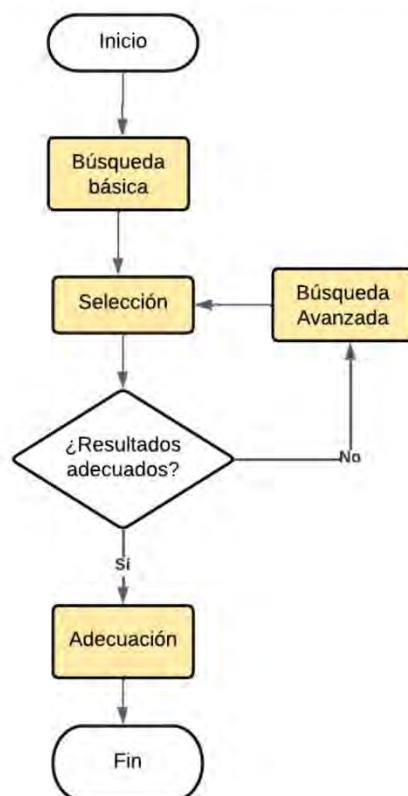 Inicio
Búsqueda
básica
Selección
Búsqueda
Avanzada
¿Resultados
adecuados?
No
Sí
Adecuación
Fin